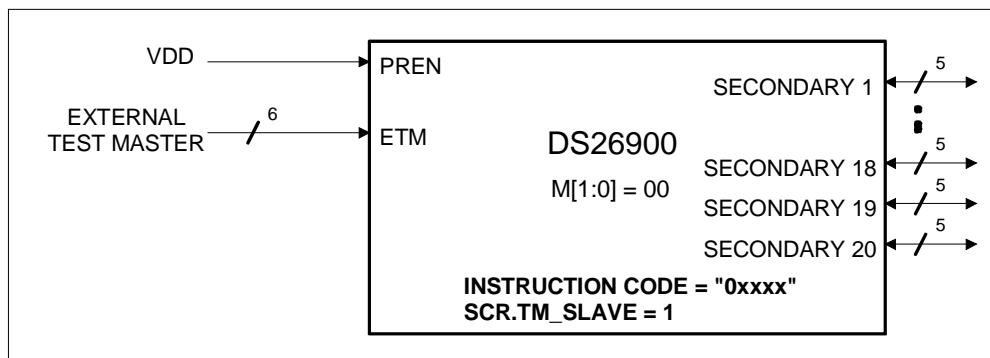 VDD
PREN
EXTERNAL
TEST MASTER
6
ETM
DS26900
M[1:0] = 00
SECONDARY 1
5
SECONDARY 18
5
SECONDARY 19
5
SECONDARY 20
5
INSTRUCTION CODE = "0xxxx"
SCR.TM_SLAVE = 1